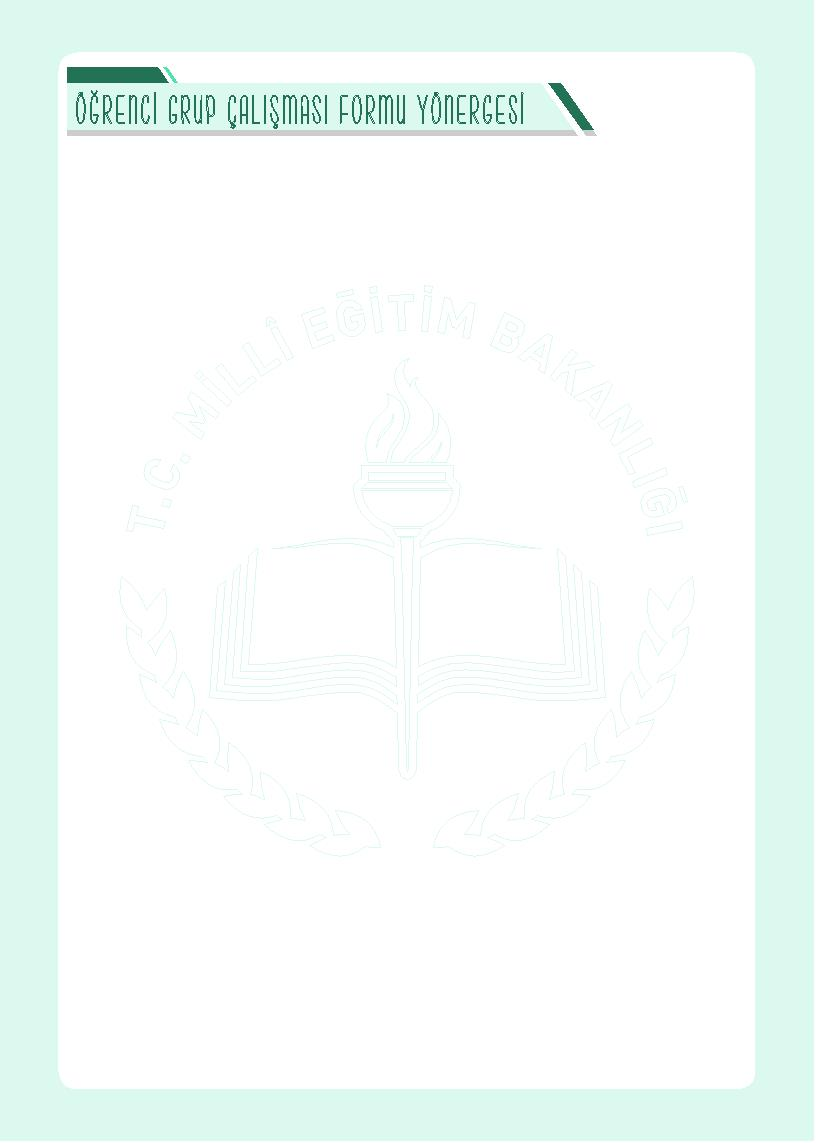 ÖĞRENCİ GRUP ÇALIŞMASI FORMU YÖNERGESİ
T.C. MİLLÎ EĞİTİM BAKANLIĞI